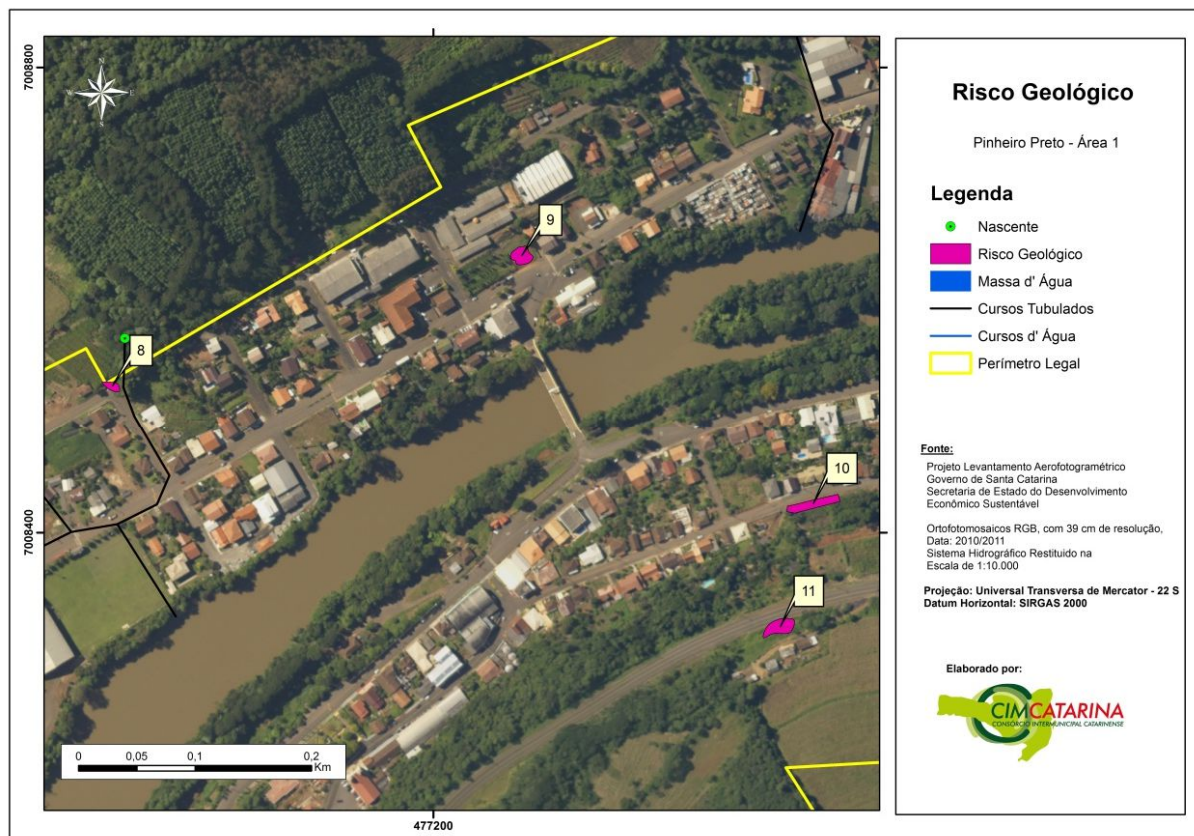 7008800
7008400
477200
N
W E
S
8
9
10
11
0 0,05 0,1 0,2
Km
Risco Geológico
Pinheiro Preto - Área 1
Legenda
Nascente
Risco Geológico
Massa d' Água
Cursos Tubulados
Cursos d' Água
Perímetro Legal
Fonte:
Projeto Levantamento Aerofotogramétrico
Governo de Santa Catarina
Secretaria de Estado do Desenvolvimento
Econômico Sustentável
Ortofotomosaicos RGB, com 39 cm de resolução,
Data: 2010/2011
Sistema Hidrográfico Restituido na
Escala de 1:10.000
Projeção: Universal Transversa de Mercator - 22 S
Datum Horizontal: SIRGAS 2000
Elaborado por:
CIMCATARINA
CONSÓRCIO INTERMUNICIPAL CATARINENSE